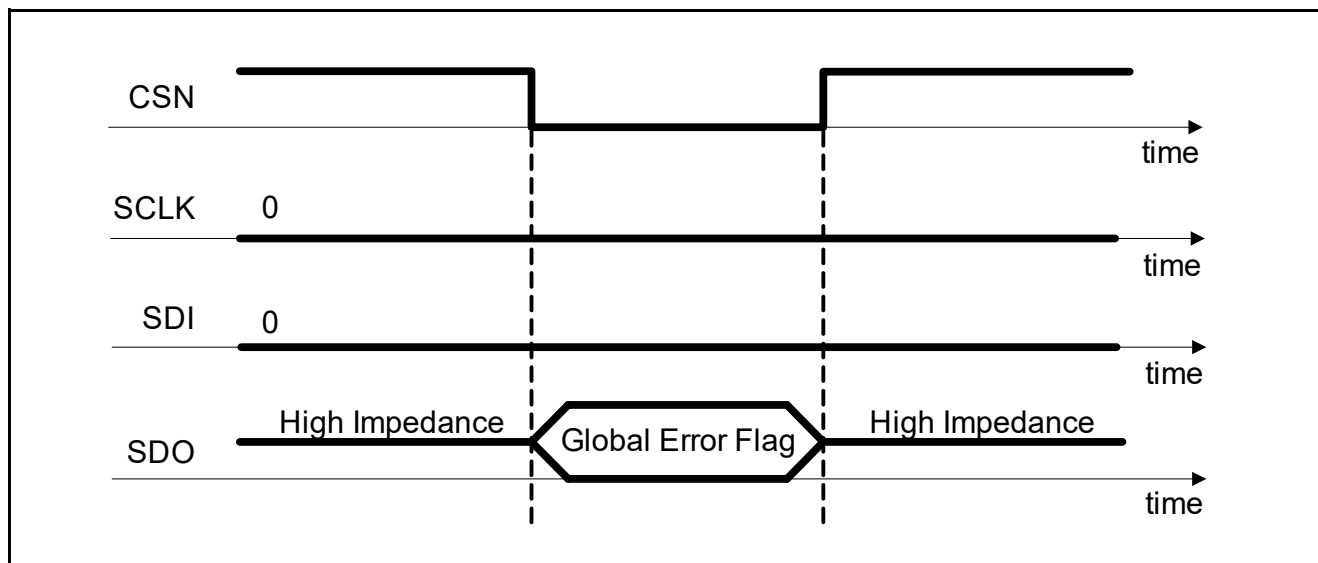 CSN
time
SCLK 0
time
SDI 0
time
High Impedance Global Error Flag High Impedance
SDO
time